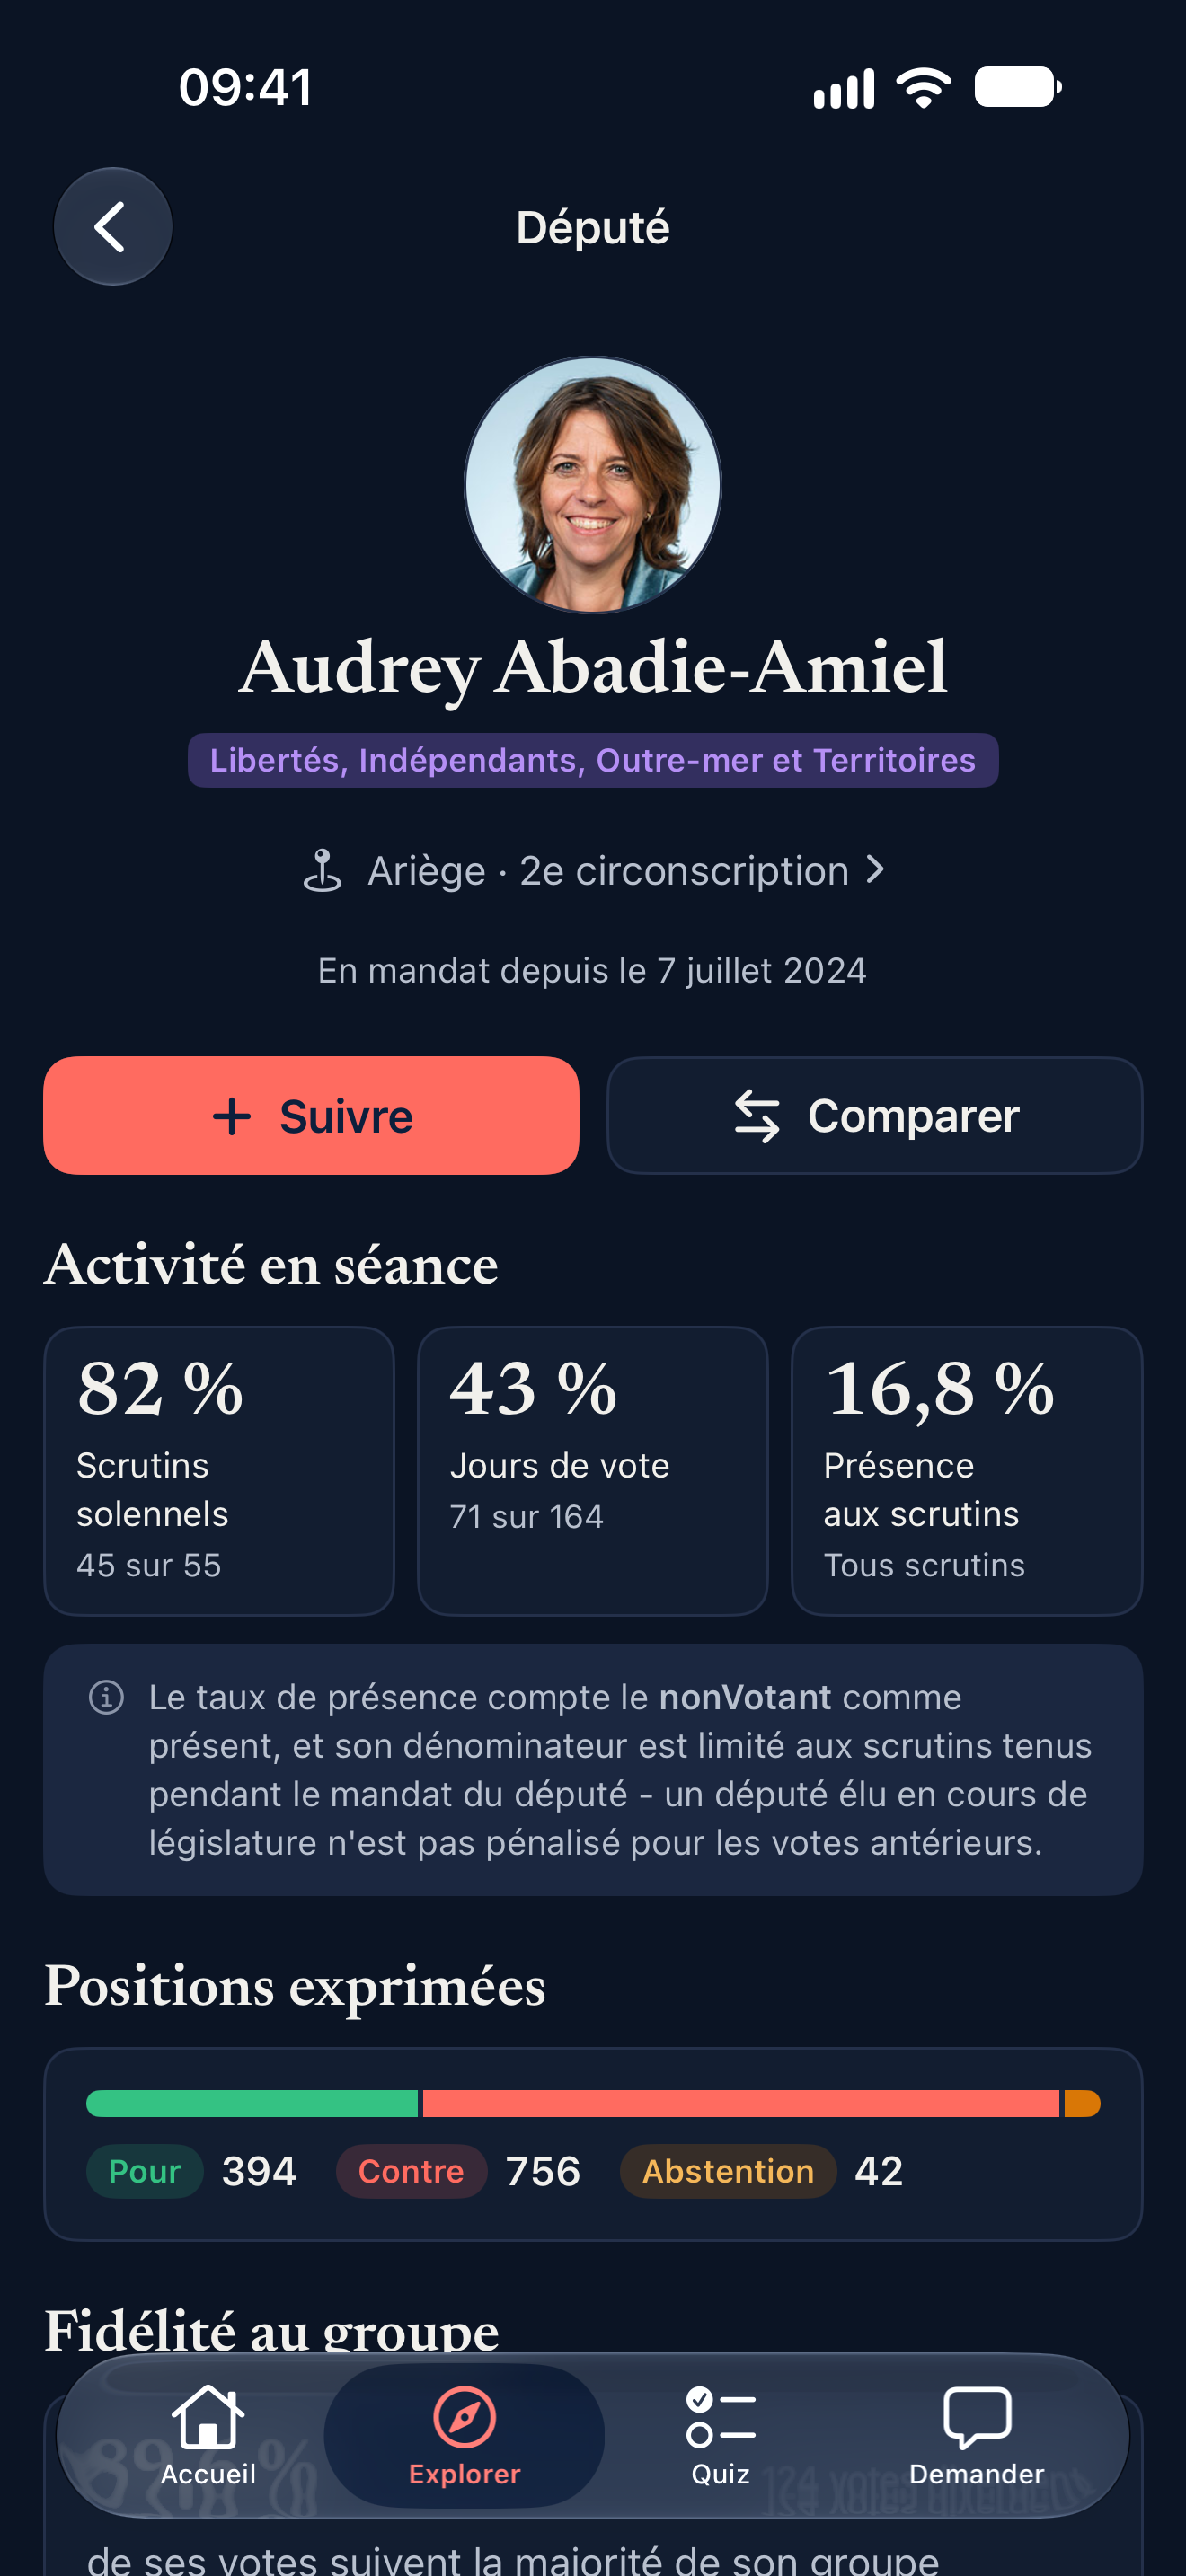 09:41
Député
Audrey Abadie-Amiel
Libertés, Indépendants, Outre-mer et Territoires
Ariège · 2e circonscription
En mandat depuis le 7 juillet 2024
Suivre
Comparer
Activité en séance
82 %
Scrutins
solennels
45 sur 55
43 %
Jours de vote
71 sur 164
16,8 %
Présence
aux scrutins
Tous scrutins
Le taux de présence compte le nonVotant comme
présent, et son dénominateur est limité aux scrutins tenus
pendant le mandat du député - un député élu en cours de
législature n'est pas pénalisé pour les votes antérieurs.
Positions exprimées
Pour 394 Contre 756 Abstention 42
Fidélité au groupe
Accueil
Explorer
Quiz
Demander
de ses votes suivent la majorité de son groupe